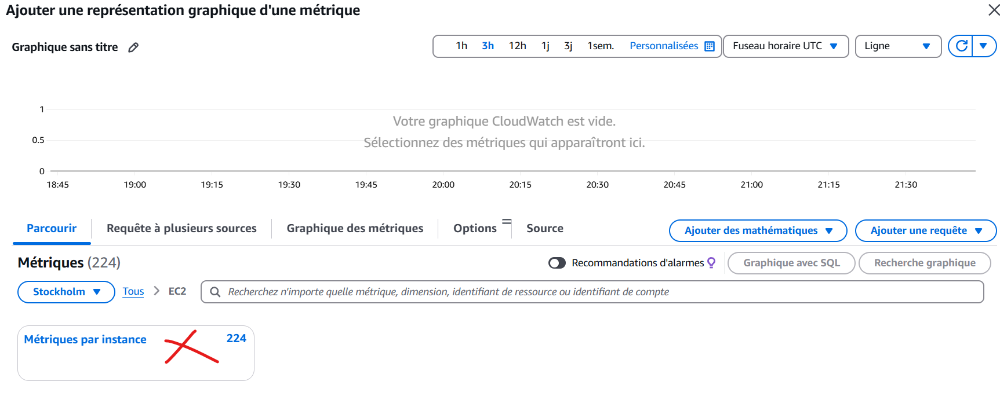 Ajouter une représentation graphique d'une métrique
Graphique sans titre
1h 3h 12h 1j 3j 1sem. Personnalisées Fuseau horaire UTC Ligne
1
Votre graphique CloudWatch est vide.
0.5
Sélectionnez des métriques qui apparaîtront ici.
0
18:45 19:00 19:15 19:30 19:45 20:00 20:15 20:30 20:45 21:00 21:15 21:30
Parcourir Requête à plusieurs sources Graphique des métriques Options Source Ajouter des mathématiques Ajouter une requête
Métriques (224) Recommandations d'alarmes Graphique avec SQL Recherche graphique
Stockholm Tous EC2 Recherchez n'importe quelle métrique, dimension, identifiant de ressource ou identifiant de compte
Métriques par instance 224